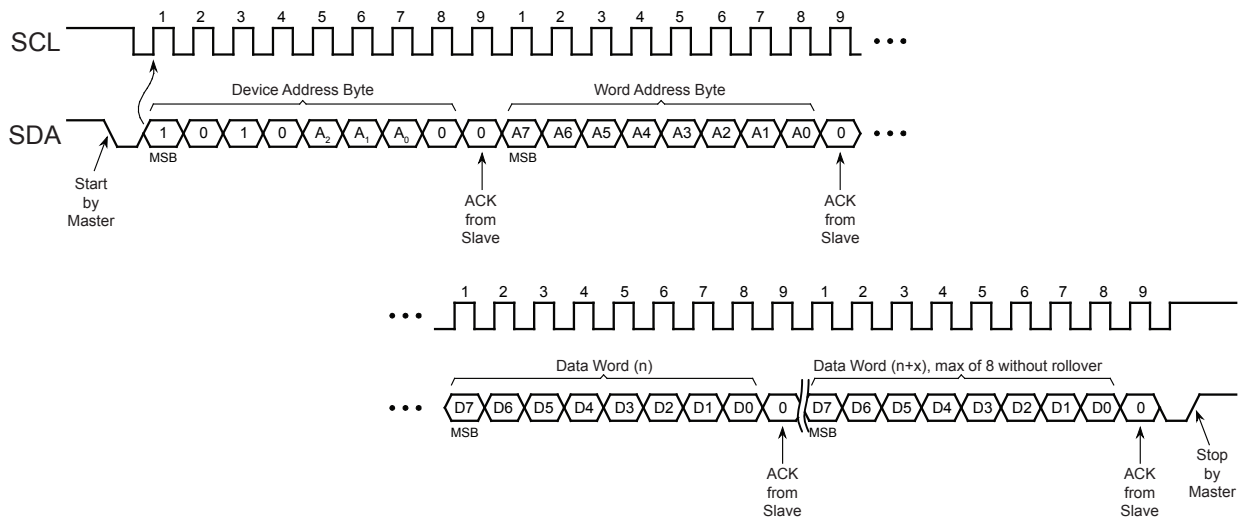 1 2 3 4 5 6 7 8 9 1 2 3 4 5 6 7 8 9
SCL
Device Address Byte Word Address Byte
SDA 1 0 1 0 A2 A1 A0 0 0 A7 A6 A5 A4 A3 A2 A1 A0 0
MSB MSB
Start
by
Master
ACK
from
Slave
ACK
from
Slave
1 2 3 4 5 6 7 8 9 1 2 3 4 5 6 7 8 9
Data Word (n) Data Word (n+x), max of 8 without rollover
D7 D6 D5 D4 D3 D2 D1 D0 0 D7 D6 D5 D4 D3 D2 D1 D0 0
MSB MSB
ACK
from
Slave
ACK
from
Slave
Stop
by
Master